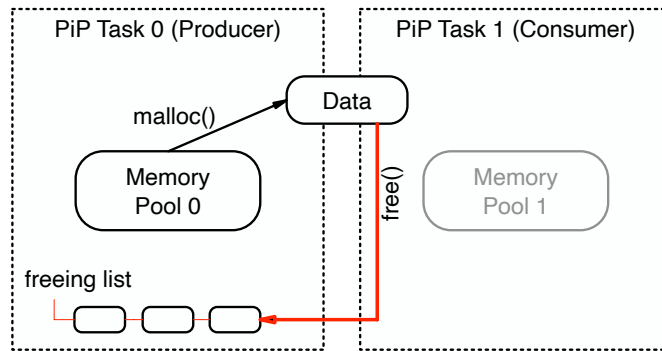 PiP Task 0 (Producer)
PiP Task 1 (Consumer)
Data
malloc()
Memory
Pool 0
free()
Memory
Pool 1
freeing list